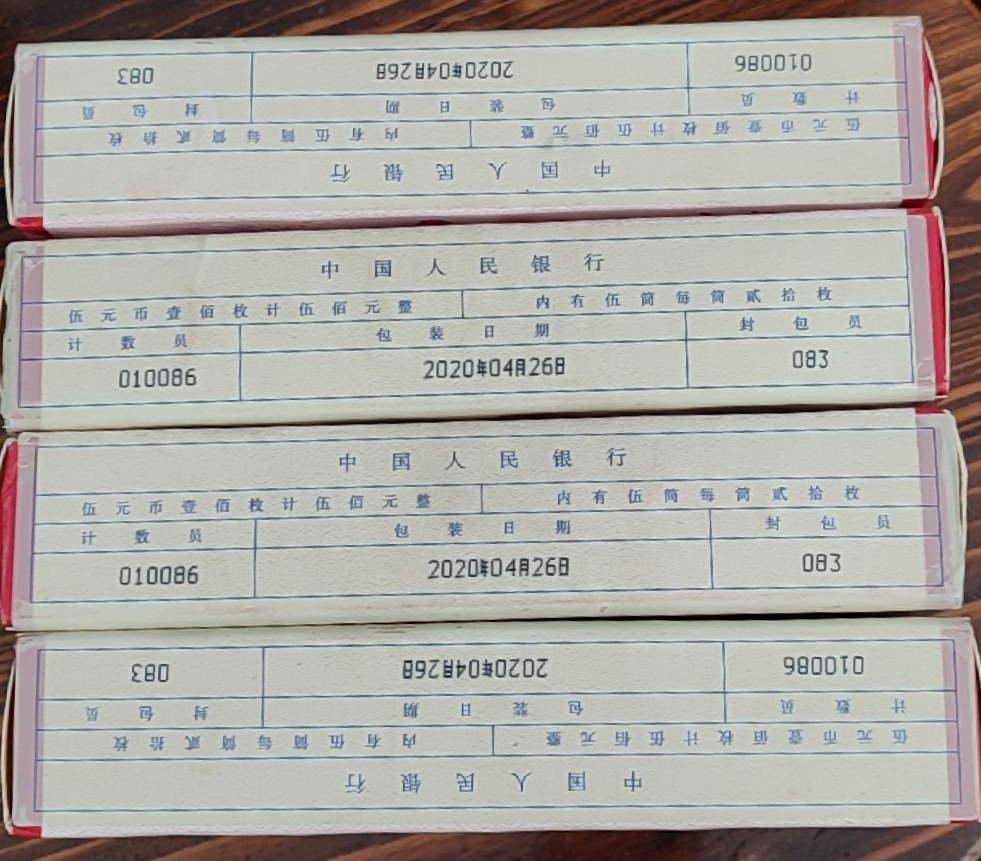 中国人民银行
伍元币壹佰枚计伍佰元整 内有伍筒每筒贰拾枚
计数员 包装日期 封包员
010086 2020年04月26日 083
中国人民银行
伍元币壹佰枚计伍佰元整 内有伍筒每筒贰拾枚
计数员 包装日期 封包员
010086 2020年04月26日 083
中国人民银行
伍元币壹佰枚计伍佰元整 内有伍筒每筒贰拾枚
计数员 包装日期 封包员
010086 2020年04月26日 083
中国人民银行
伍元币壹佰枚计伍佰元整 内有伍筒每筒贰拾枚
计数员 包装日期 封包员
010086 2020年04月26日 083